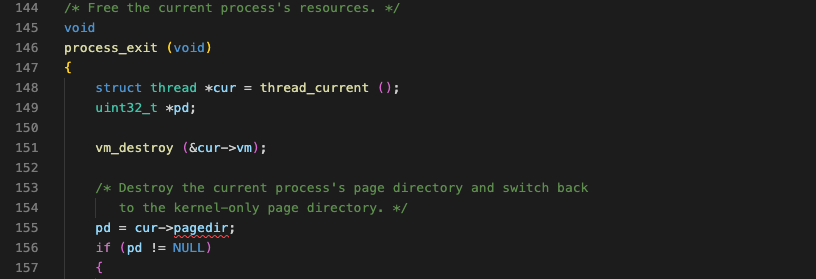 144 /* Free the current process's resources. */
145 void
146 process_exit (void)
147 {
148 struct thread *cur = thread_current ();
149 uint32_t *pd;
150
151 vm_destroy (&cur->vm);
152
153 /* Destroy the current process's page directory and switch back
154 to the kernel-only page directory. */
155 pd = cur->pagedir;
156 if (pd != NULL)
157 {